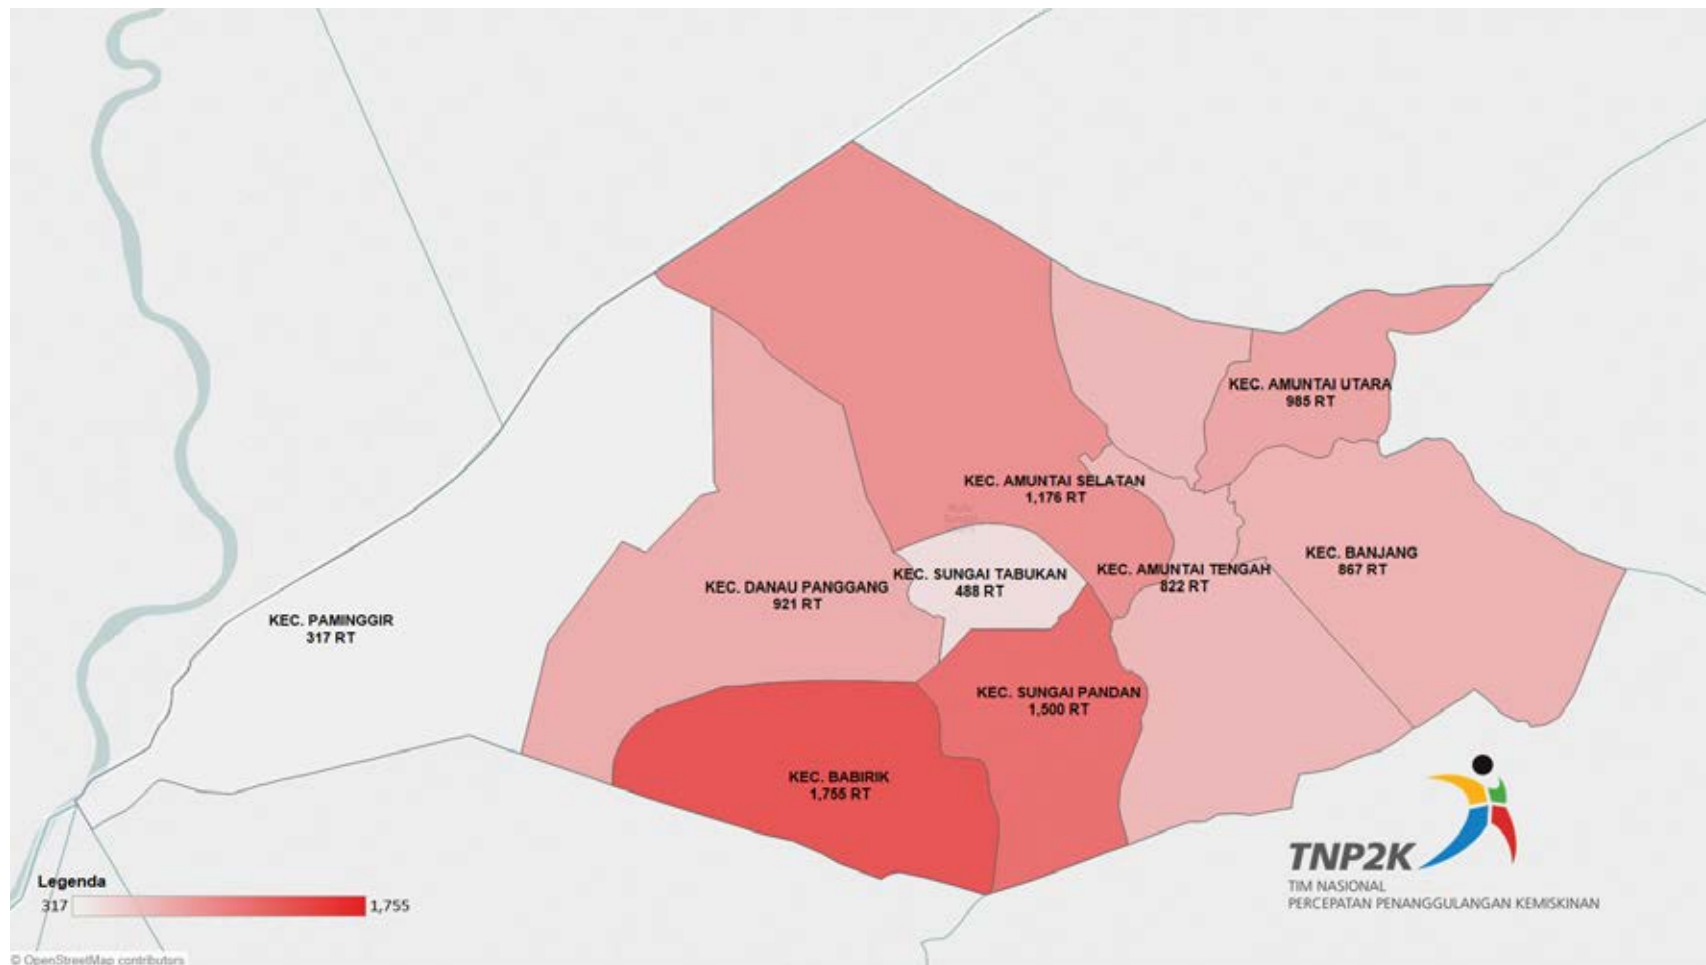 KEC. AMUNTAI UTARA
985 RT
KEC. AMUNTAI SELATAN
1,176 RT
KEC. BANJANG
867 RT
KEC. AMUNTAI TENGAH
822 RT
KEC. SUNGAI TABUKAN
488 RT
KEC. DANAU PANGGANG
921 RT
KEC. PAMINGGIR
317 RT
KEC. SUNGAI PANDAN
1,500 RT
KEC. BABIRIK
1,755 RT
TNP2K
TIM NASIONAL
PERCEPATAN PENANGGULANGAN KEMISKINAN
Legenda
317 1,755
© OpenStreetMap contributors